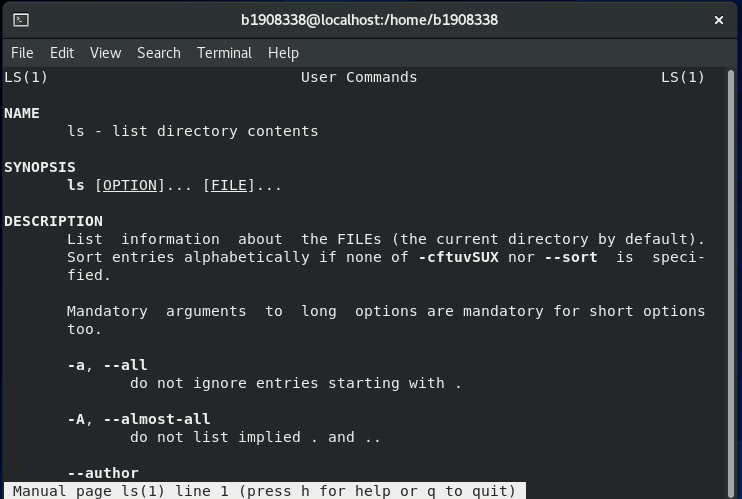 b1908338@localhost:/home/b1908338
File Edit View Search Terminal Help
LS(1) User Commands LS(1)
NAME
ls - list directory contents
SYNOPSIS
ls [OPTION]... [FILE]...
DESCRIPTION
List information about the FILEs (the current directory by default).
Sort entries alphabetically if none of -cftuvSUX nor --sort is speci-
fied.
Mandatory arguments to long options are mandatory for short options
too.
-a, --all
do not ignore entries starting with .
-A, --almost-all
do not list implied . and ..
--author
Manual page ls(1) line 1 (press h for help or q to quit)